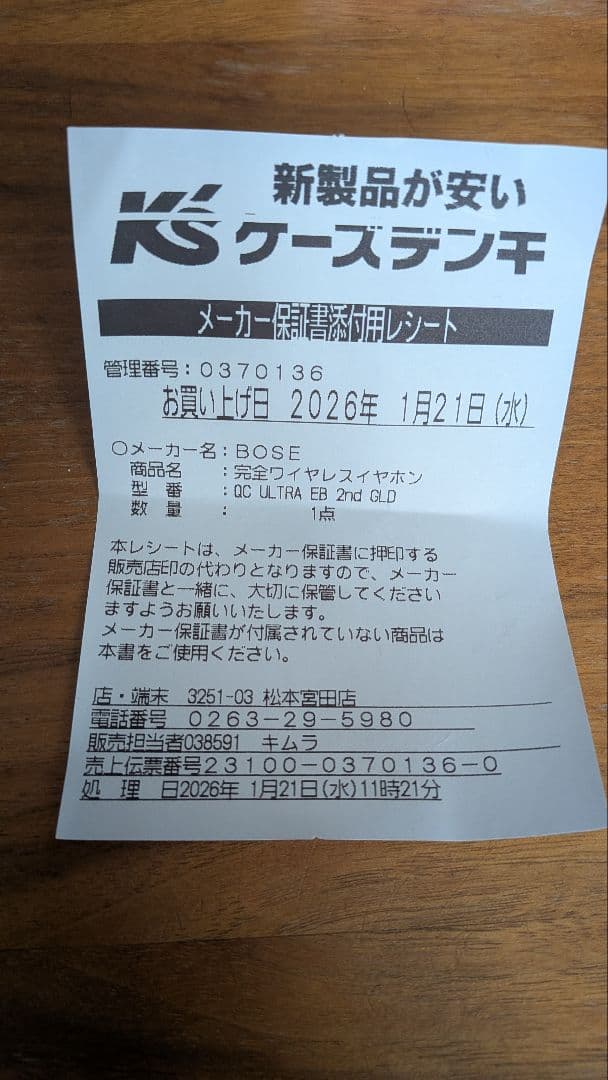 新製品が安い
K's ケーズデンキ
メーカー保証書添付用レシート
管理番号：0370136
お買い上げ日 2026年 1月21日（水）
○メーカー名：BOSE
商品名 ：完全ワイヤレスイヤホン
型 番 ：QC ULTRA EB 2nd GLD
数 量 ： 1点
本レシートは、メーカー保証書に押印する
販売店印の代わりとなりますので、メーカー
保証書と一緒に、大切に保管してください
ますようお願いいたします。
メーカー保証書が付属されていない商品は
本書をご使用ください。
店・端末 3251-03 松本宮田店
電話番号 0263-29-5980
販売担当者038591 キムラ
売上伝票番号23100-0370136-0
処 理 日2026年 1月21日（水）11時21分